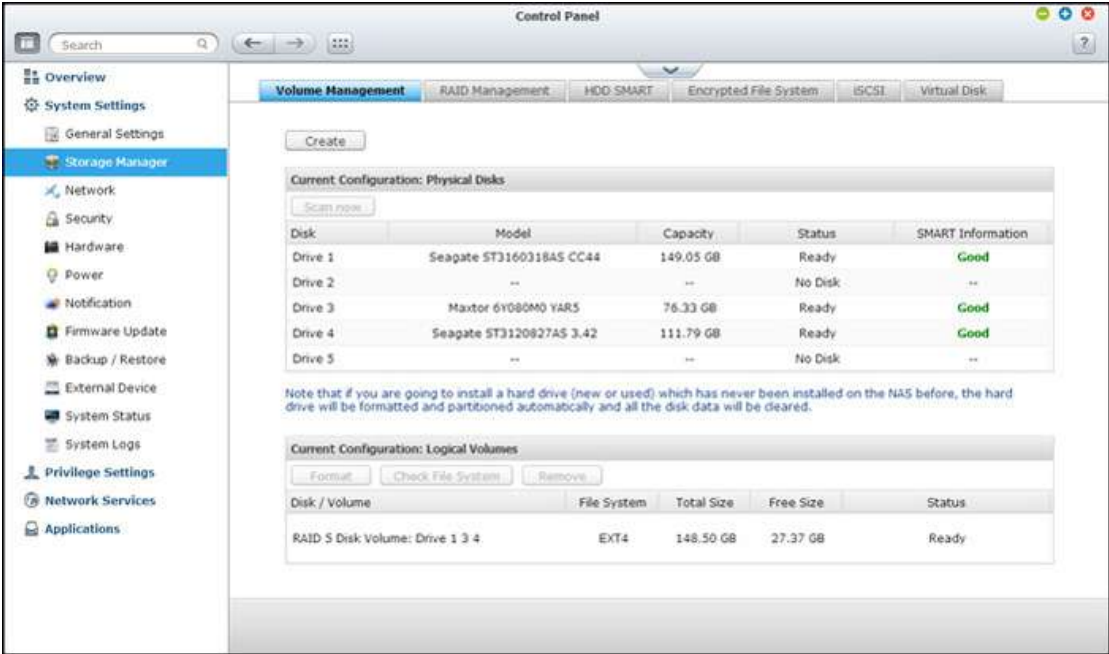 Control Panel
Search
?
Overview
System Settings
General Settings
Storage Manager
Network
Security
Hardware
Power
Notification
Firmware Update
Backup / Restore
External Device
System Status
System Logs
Privilege Settings
Network Services
Applications
Volume Management RAID Management HDD SMART Encrypted File System iSCSI Virtual Disk
Create
Current Configuration: Physical Disks
Scan now
Disk Model Capacity Status SMART Information
Drive 1 Seagate ST3160318AS CC44 149.05 GB Ready Good
Drive 2 -- -- No Disk --
Drive 3 Maxtor 6Y080M0 YAR5 76.33 GB Ready Good
Drive 4 Seagate ST3120827AS 3.42 111.79 GB Ready Good
Drive 5 -- -- No Disk --
Note that if you are going to install a hard drive (new or used) which has never been installed on the NAS before, the hard
drive will be formatted and partitioned automatically and all the disk data will be cleared.
Current Configuration: Logical Volumes
Format Check File System Remove
Disk / Volume File System Total Size Free Size Status
RAID 5 Disk Volume: Drive 1 3 4 EXT4 148.50 GB 27.37 GB Ready